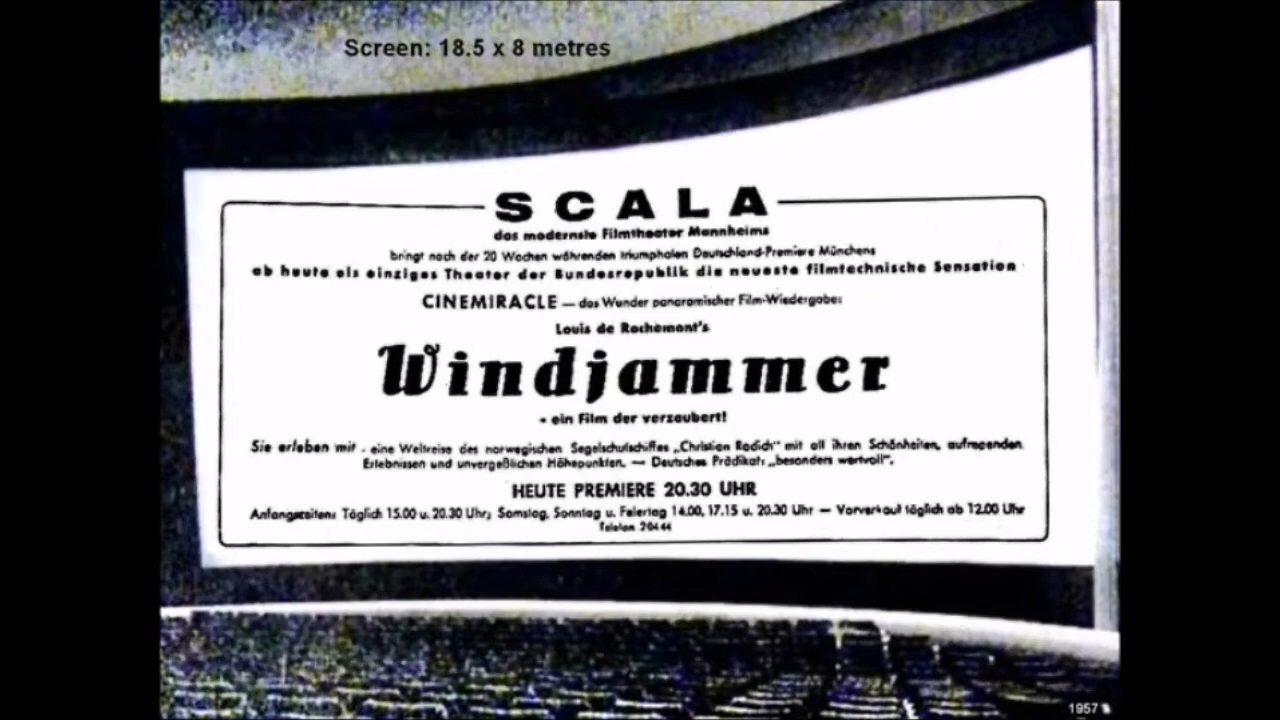 Screen: 18.5 x 8 metres
SCALA
das modernste Filmtheater Mannheims
bringt nach der 20 Wochen währenden triumphalen Deutschland-Premiere Münchens
ab heute als einziges Theater der Bundesrepublik die neueste filmtechnische Sensation
CINEMIRACLE — das Wunder panoramischer Film-Wiedergabe:
Louis de Rochemont's
Windjammer
- ein Film der verzaubert!
Sie erleben mit - eine Weltreise des norwegischen Segelschulschiffes „Christian Radich" mit all ihren Schönheiten, aufregenden
Erlebnissen und unvergeßlichen Höhepunkten. — Deutsches Prädikat: „besonders wertvoll".
HEUTE PREMIERE 20.30 UHR
Anfangszeiten: Täglich 15.00 u. 20.30 Uhr; Samstag, Sonntag u. Feiertag 14.00, 17.15 u. 20.30 Uhr — Vorverkauf täglich ab 12.00 Uhr
Telefon 20444
1957